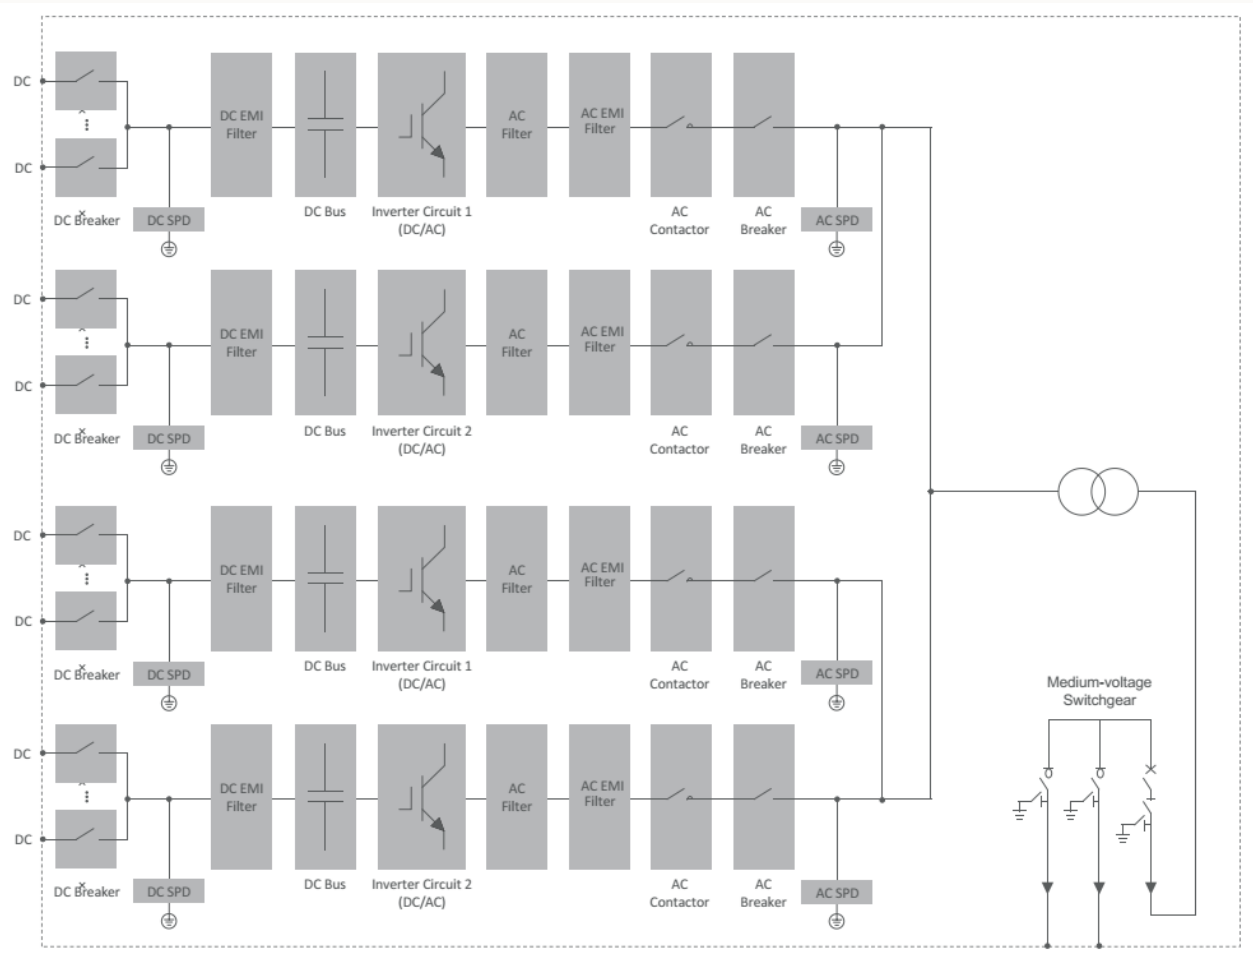 DC
DC
DC Breaker
DC SPD
DC EMI
Filter
DC Bus
Inverter Circuit 1
(DC/AC)
AC
Filter
AC EMI
Filter
AC
Contactor
AC
Breaker
AC SPD
DC
DC
DC Breaker
DC SPD
DC EMI
Filter
DC Bus
Inverter Circuit 2
(DC/AC)
AC
Filter
AC EMI
Filter
AC
Contactor
AC
Breaker
AC SPD
DC
DC
DC Breaker
DC SPD
DC EMI
Filter
DC Bus
Inverter Circuit 1
(DC/AC)
AC
Filter
AC EMI
Filter
AC
Contactor
AC
Breaker
AC SPD
DC
DC
DC Breaker
DC SPD
DC EMI
Filter
DC Bus
Inverter Circuit 2
(DC/AC)
AC
Filter
AC EMI
Filter
AC
Contactor
AC
Breaker
AC SPD
Medium-voltage
Switchgear